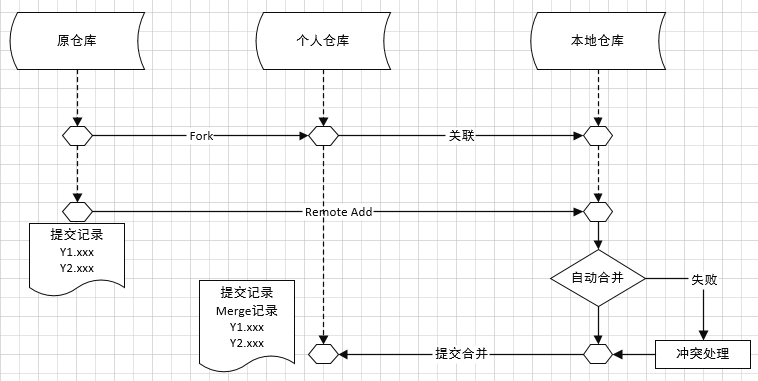 原仓库
个人仓库
本地仓库
Fork
关联
Remote Add
提交记录
Y1.xxx
Y2.xxx
自动合并
失败
提交记录
Merge记录
Y1.xxx
Y2.xxx
提交合并
冲突处理